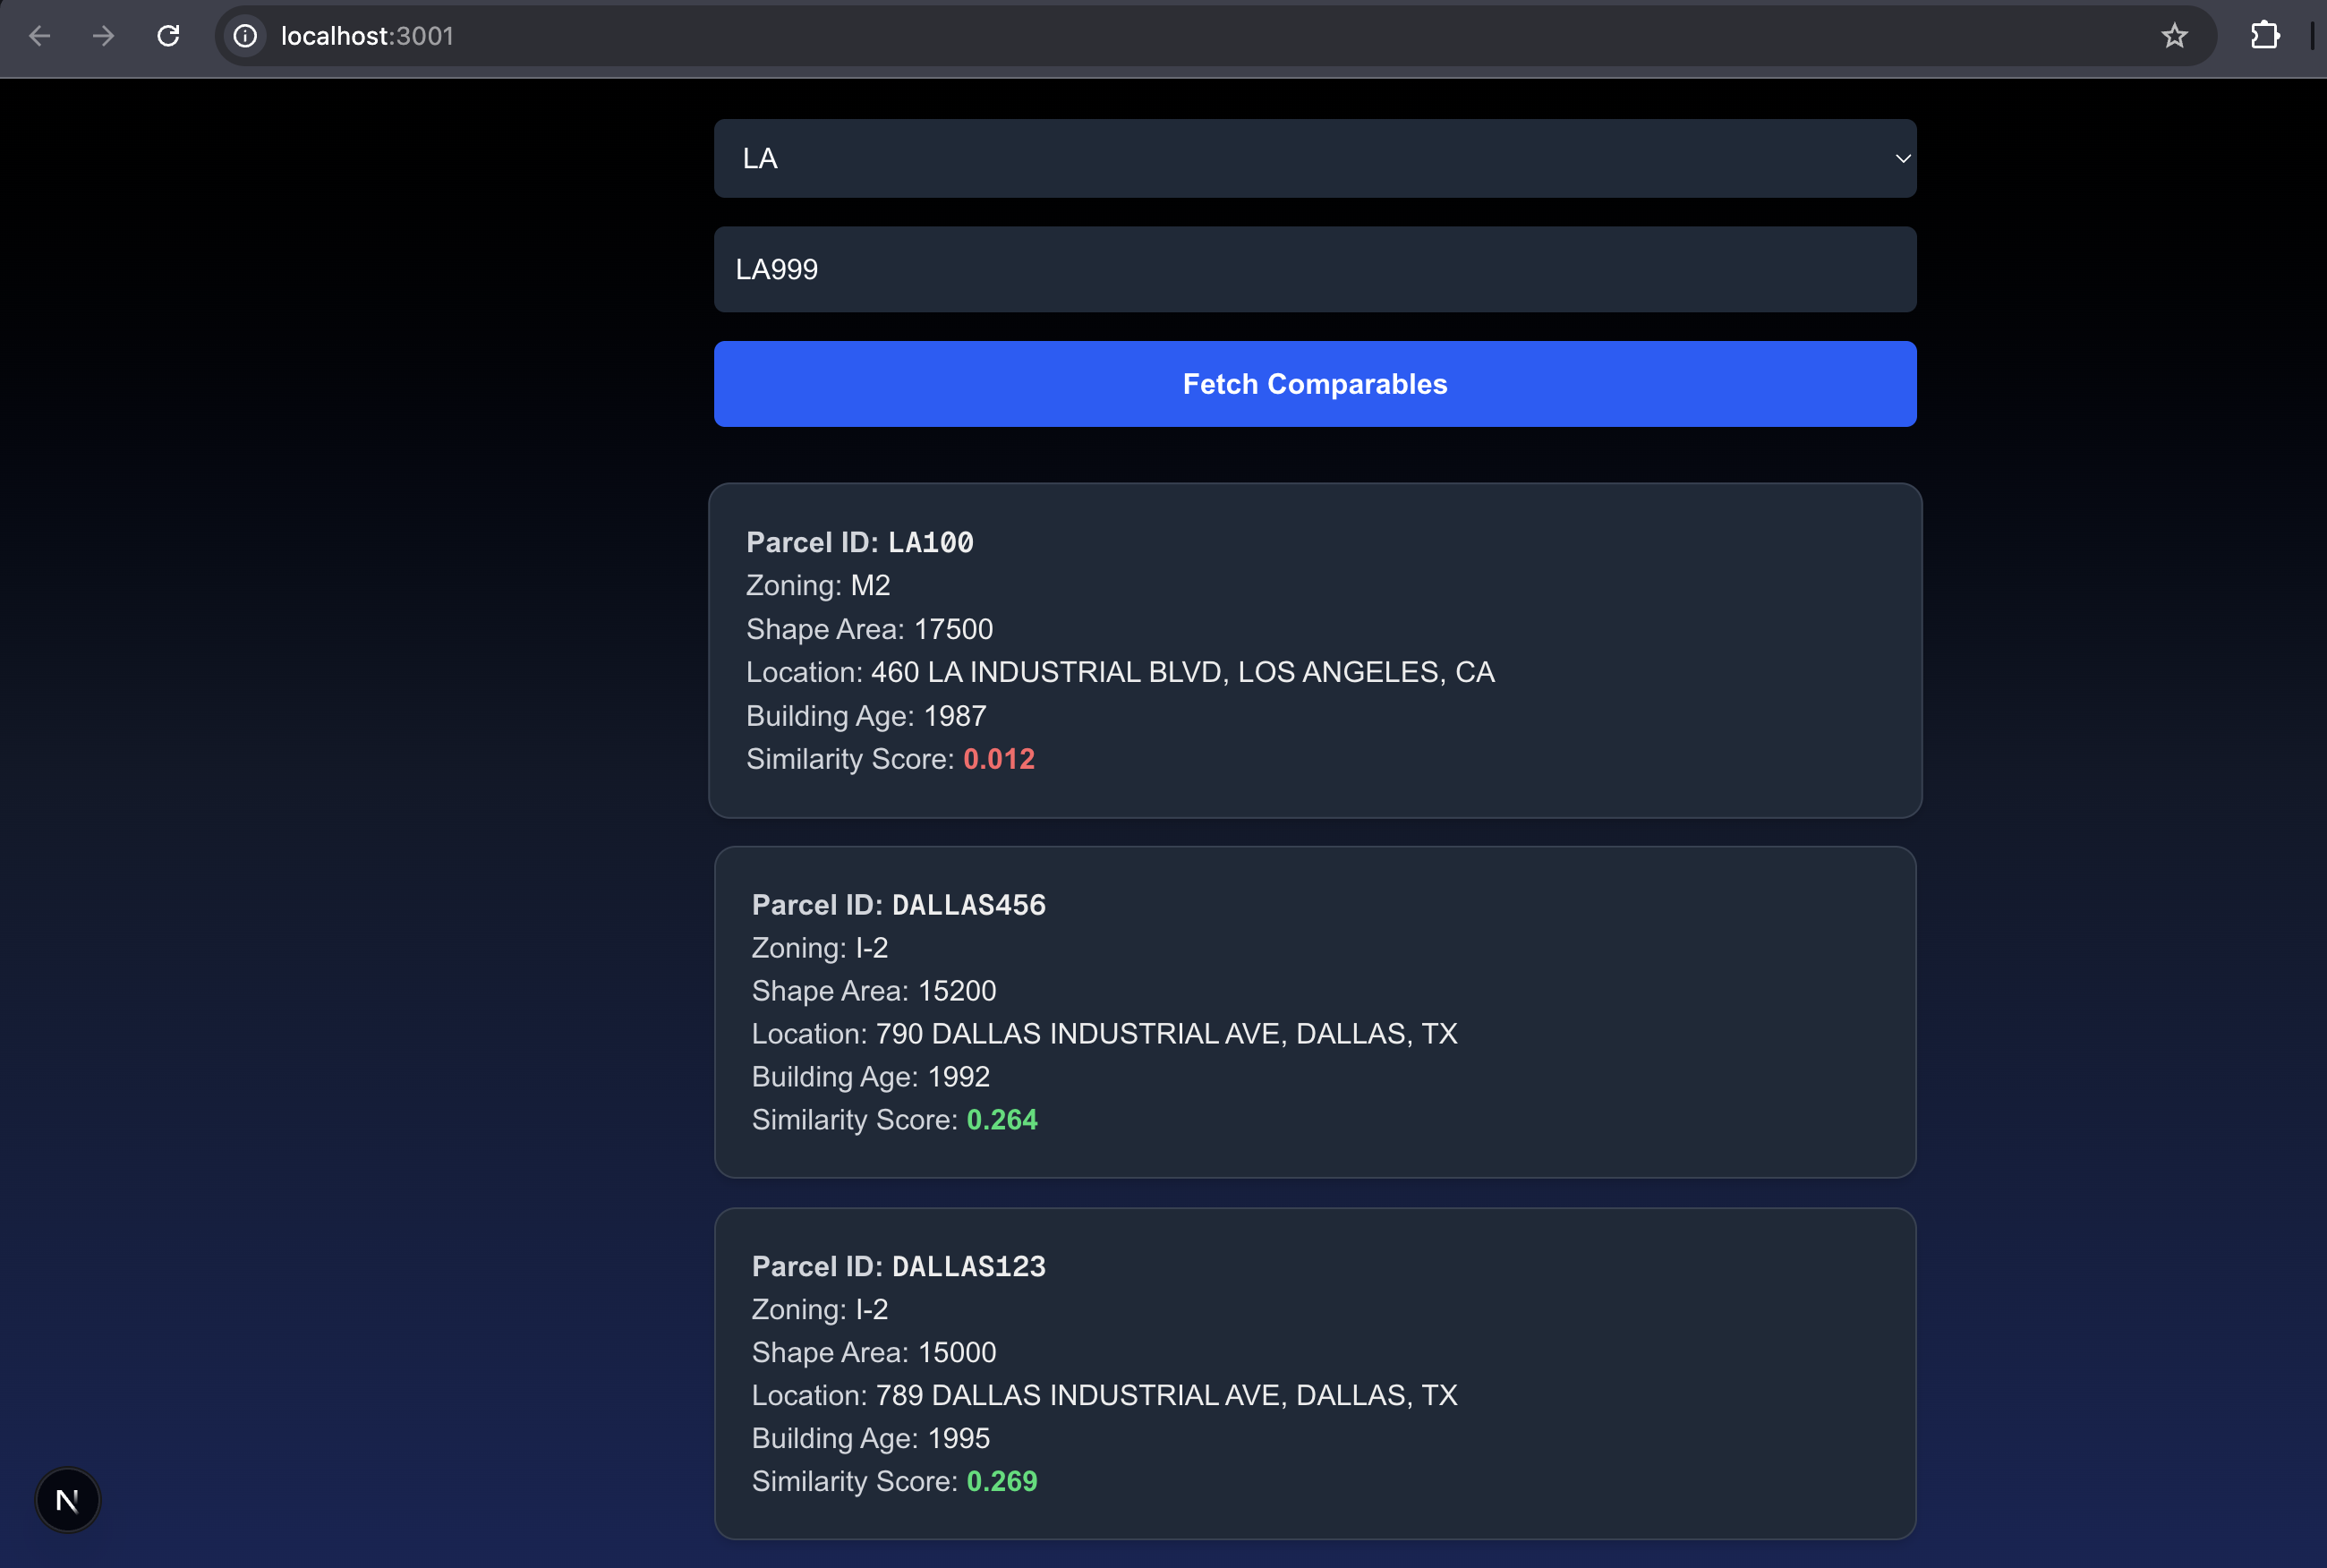 localhost:3001
LA
LA999
Fetch Comparables
Parcel ID: LA100
Zoning: M2
Shape Area: 17500
Location: 460 LA INDUSTRIAL BLVD, LOS ANGELES, CA
Building Age: 1987
Similarity Score: 0.012
Parcel ID: DALLAS456
Zoning: I-2
Shape Area: 15200
Location: 790 DALLAS INDUSTRIAL AVE, DALLAS, TX
Building Age: 1992
Similarity Score: 0.264
Parcel ID: DALLAS123
Zoning: I-2
Shape Area: 15000
Location: 789 DALLAS INDUSTRIAL AVE, DALLAS, TX
Building Age: 1995
Similarity Score: 0.269
N